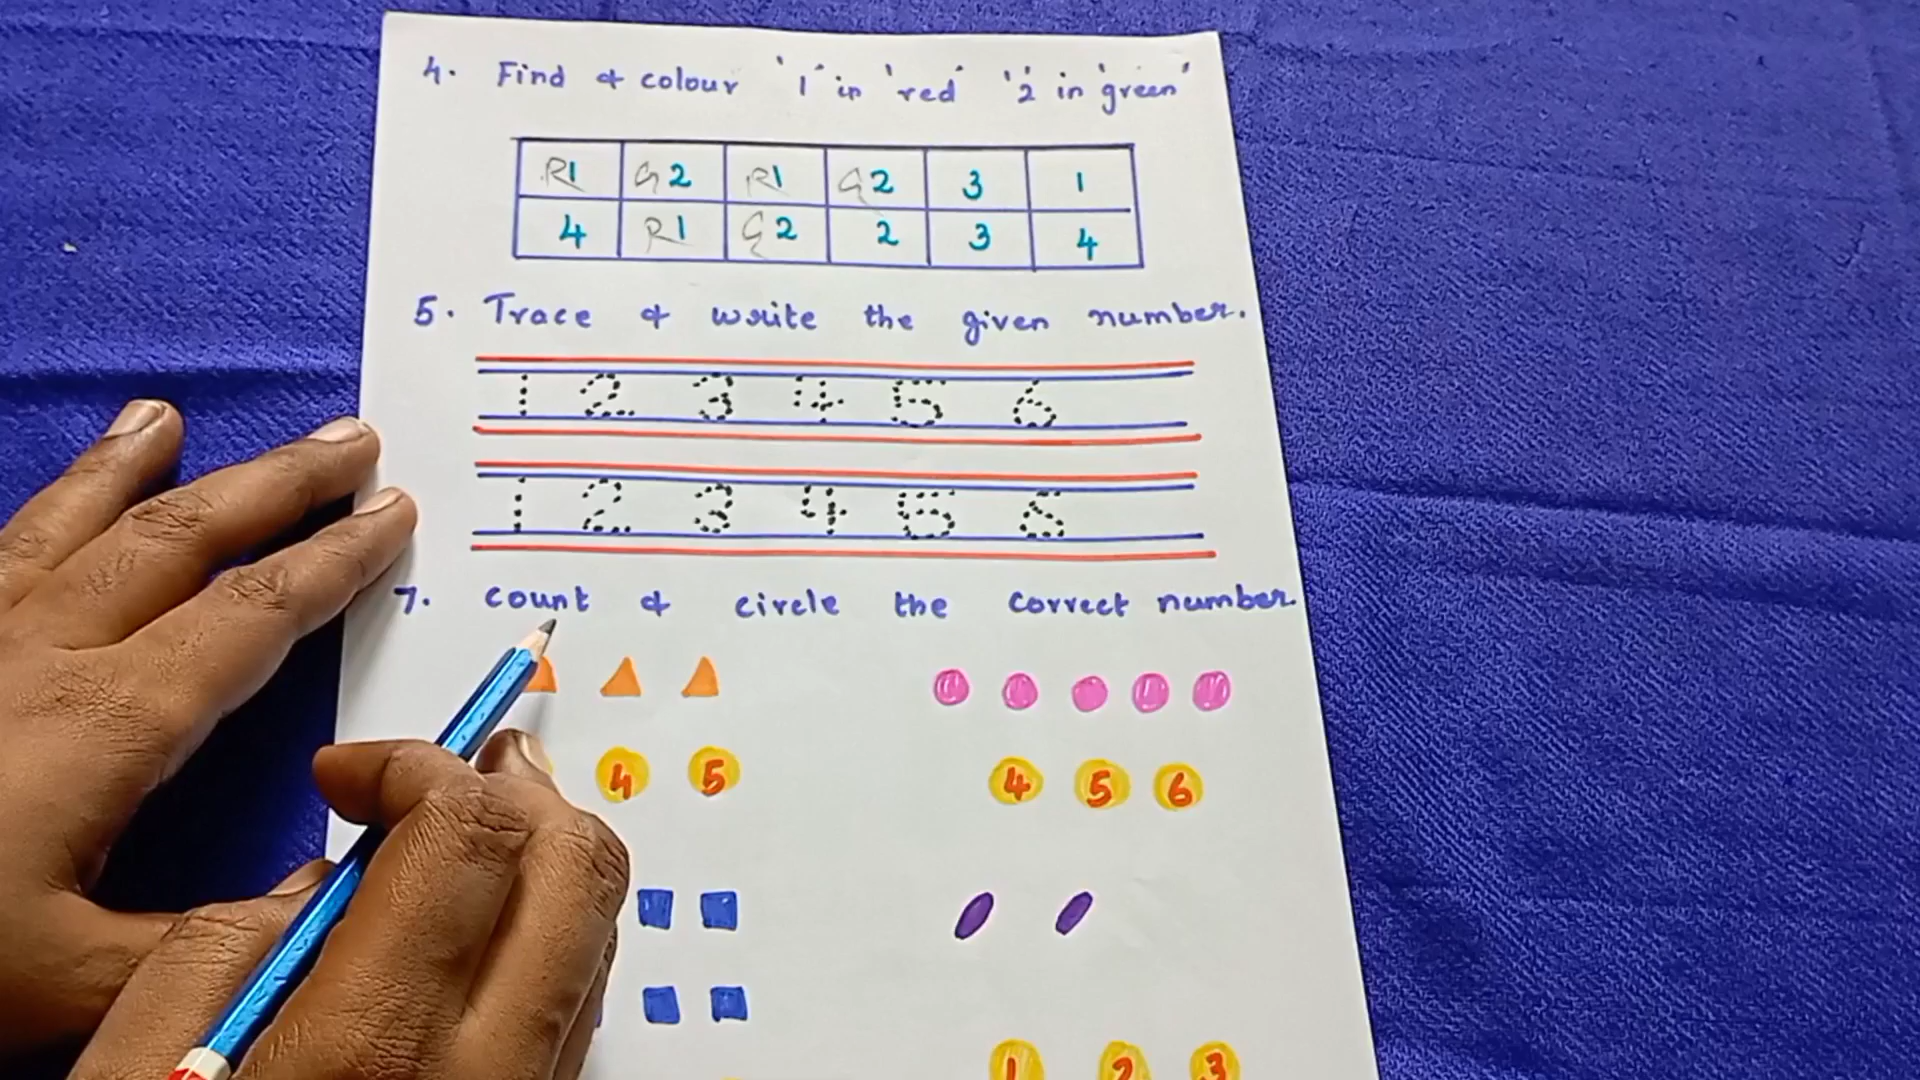 4. Find & colour '1' in 'red' '2' in 'green'
R1 G2 R1 G2 3 1
4 R1 G2 2 3 4
5. Trace & write the given number.
1 2 3 4 5 6
1 2 3 4 5 6
7. count & circle the correct number.
4 5
4 5 6
1 2 3